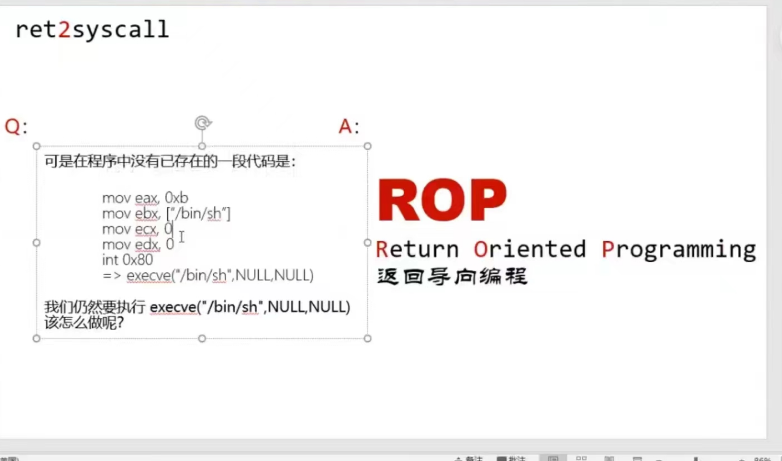 ret2syscall
Q:
可是在程序中没有已存在的一段代码是：
mov eax, 0xb
mov ebx, ["/bin/sh"]
mov ecx, 0
mov edx, 0
int 0x80
=> execve("/bin/sh",NULL,NULL)
我们仍然要执行 execve("/bin/sh",NULL,NULL)
该怎么做呢?
A:
ROP
Return Oriented Programming
返回导向编程